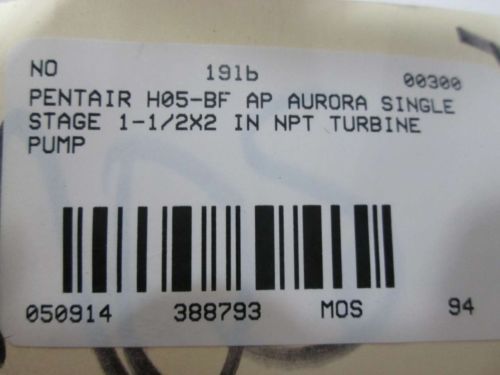 NO 19lb 00300
PENTAIR H05-BF AP AURORA SINGLE
STAGE 1-1/2X2 IN NPT TURBINE
PUMP
050914 388793 MOS 94